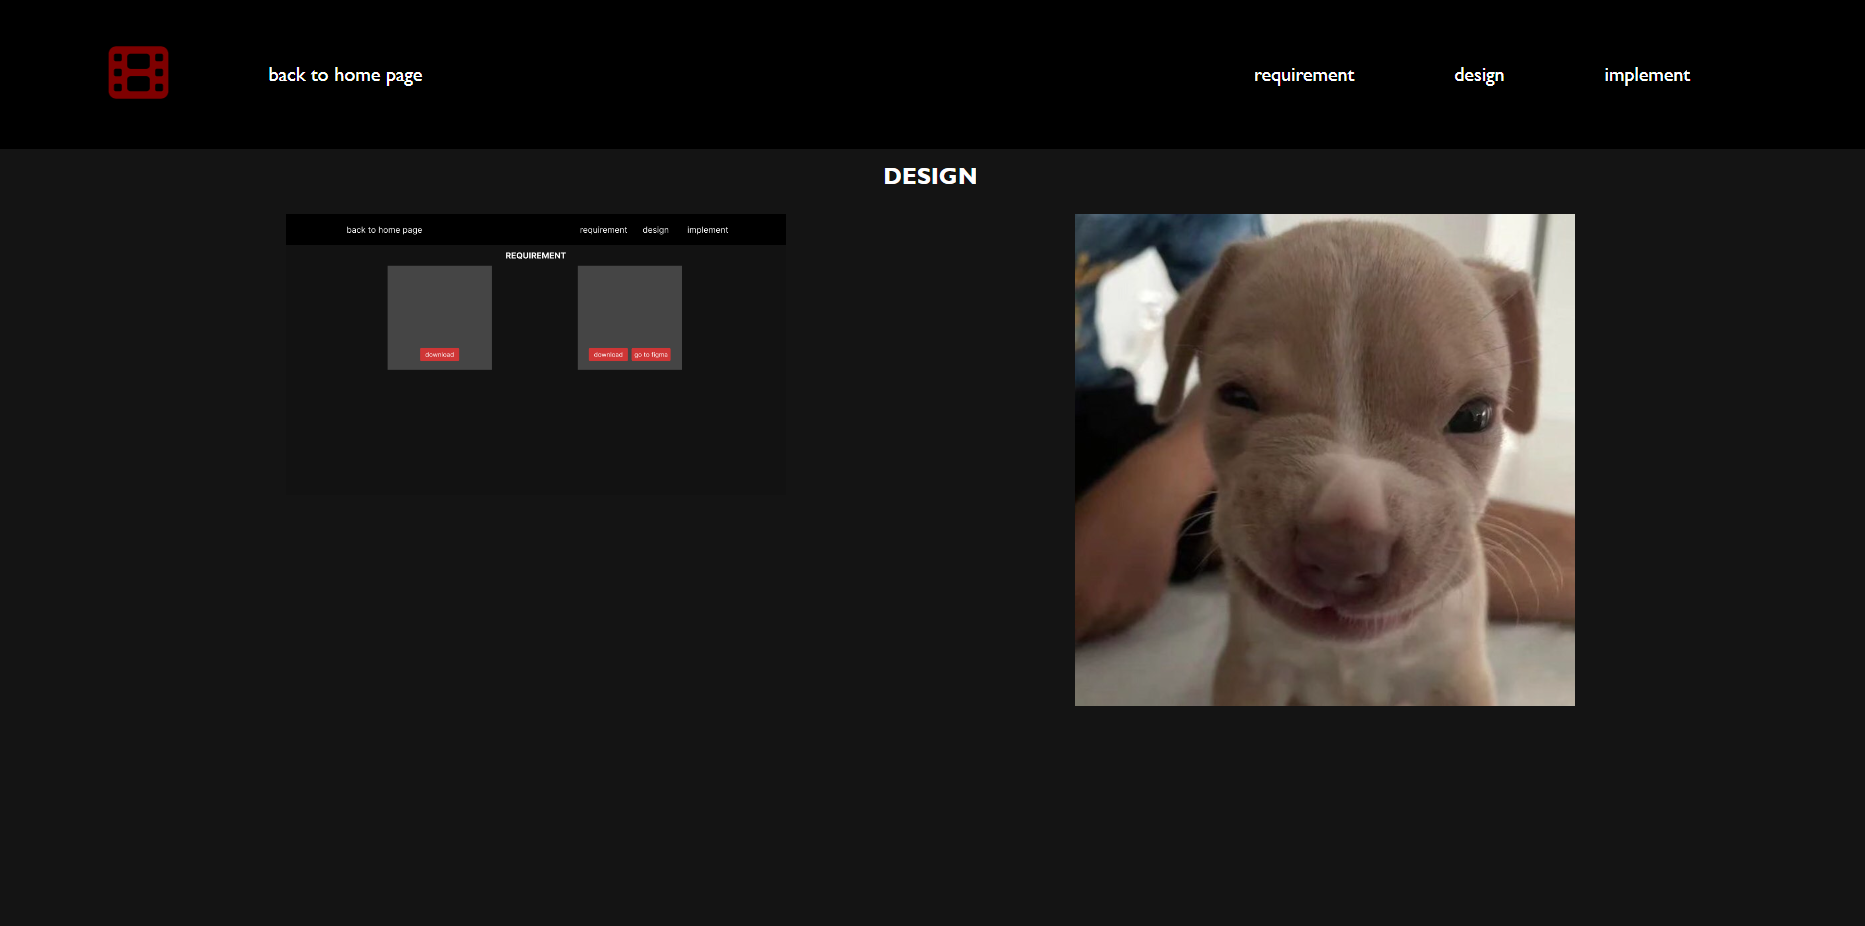 back to home page requirement design implement
DESIGN
back to home page requirement design implement
REQUIREMENT
download download go to figma